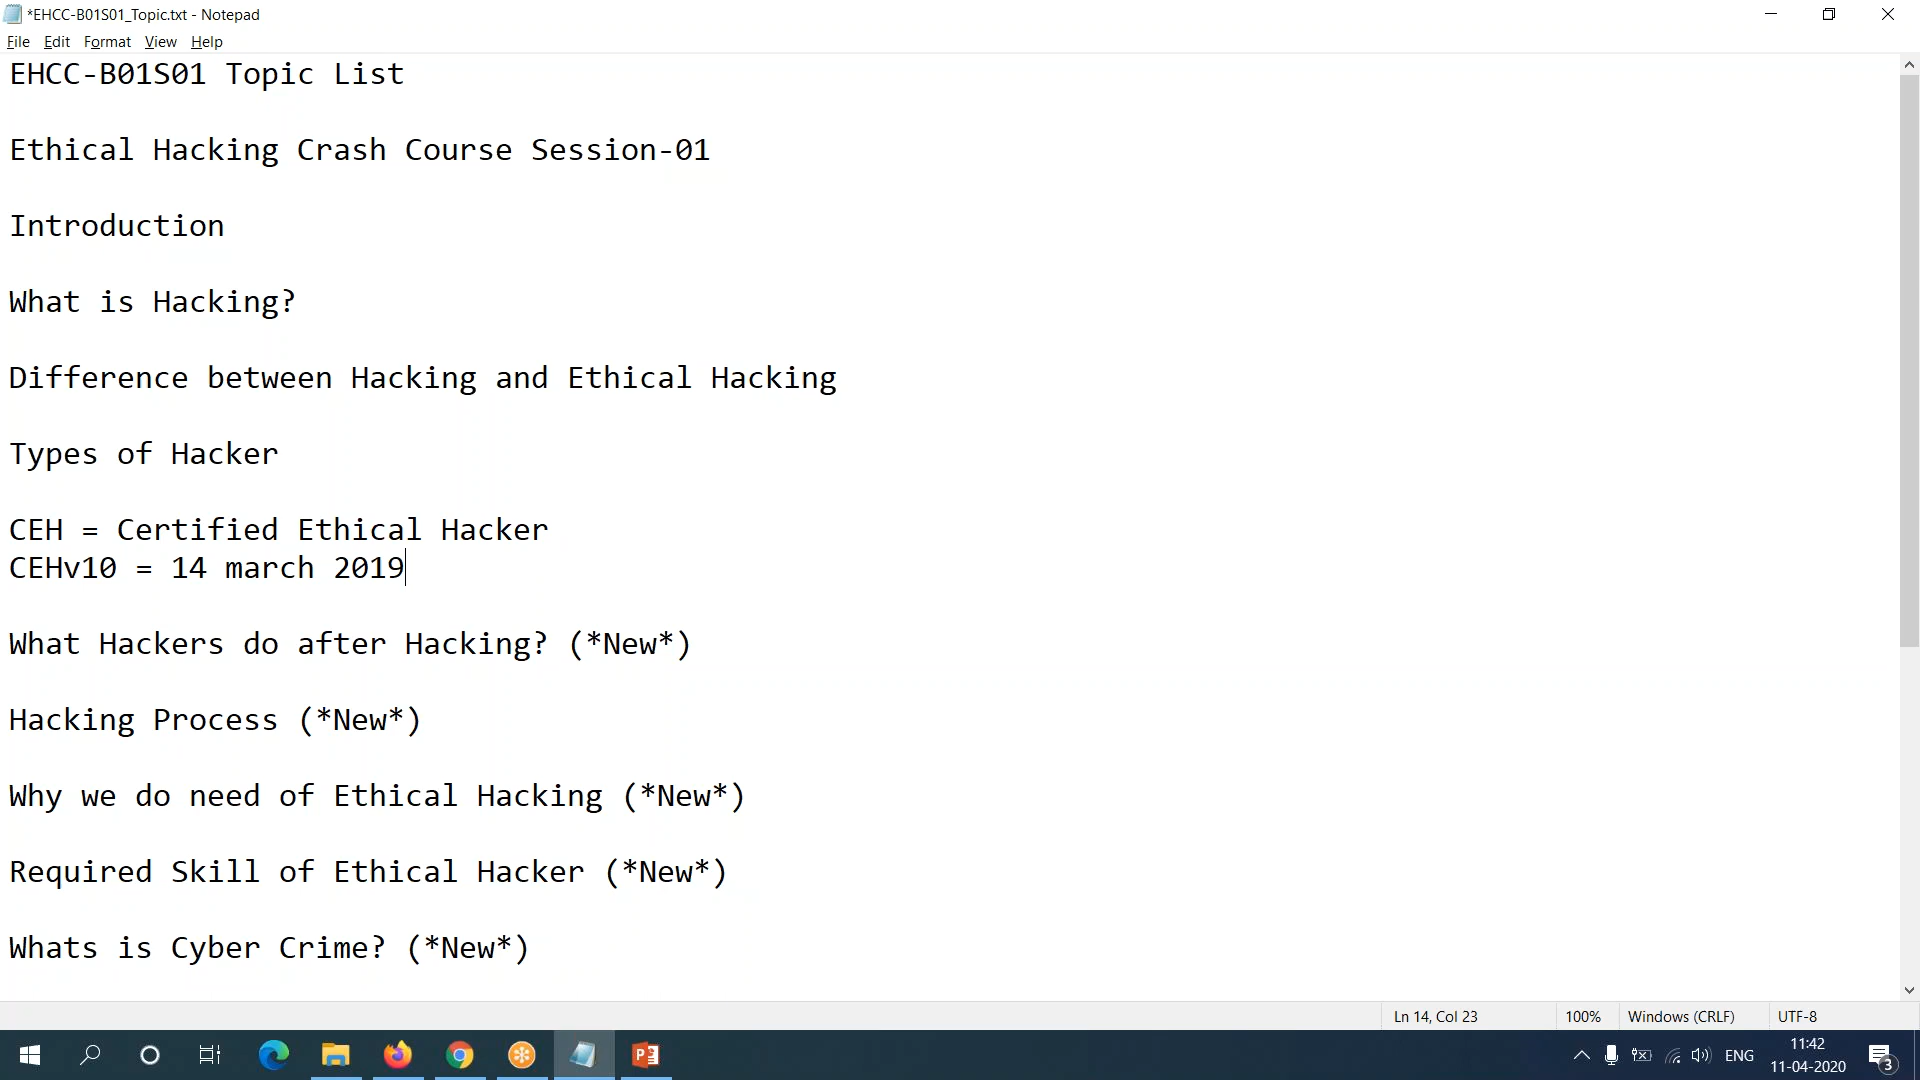 *EHCC-B01S01_Topic.txt - Notepad
File Edit Format View Help
EHCC-B01S01 Topic List
Ethical Hacking Crash Course Session-01
Introduction
What is Hacking?
Difference between Hacking and Ethical Hacking
Types of Hacker
CEH = Certified Ethical Hacker
CEHv10 = 14 march 2019
What Hackers do after Hacking? (*New*)
Hacking Process (*New*)
Why we do need of Ethical Hacking (*New*)
Required Skill of Ethical Hacker (*New*)
Whats is Cyber Crime? (*New*)
Ln 14, Col 23 100% Windows (CRLF) UTF-8
ENG
11:42
11-04-2020
3